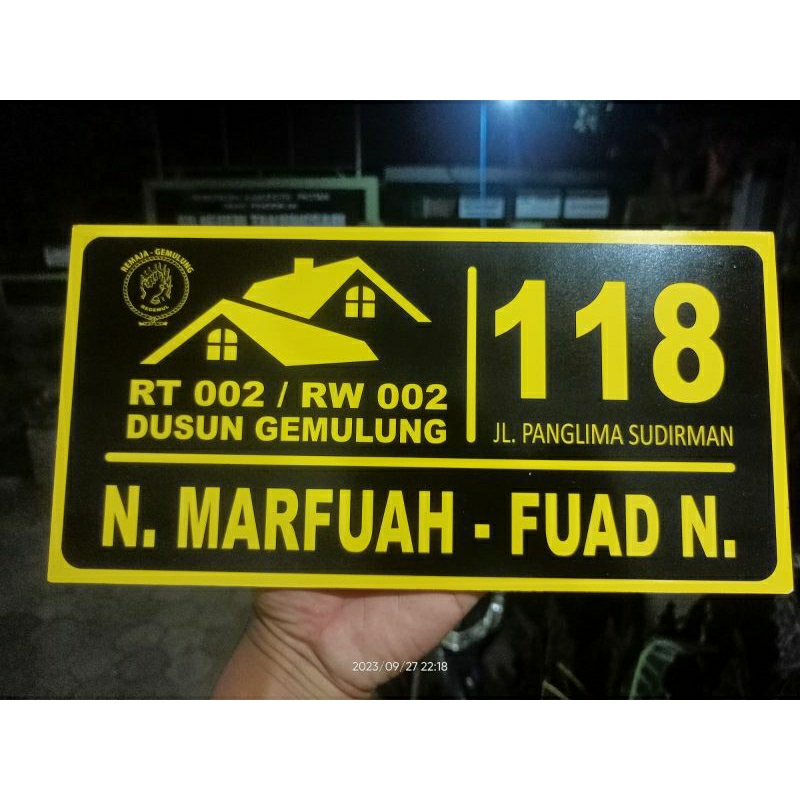 REMAJA - GEMULUNG
REDEMUL
RT 002 / RW 002
DUSUN GEMULUNG
118
JL. PANGLIMA SUDIRMAN
N. MARFUAH - FUAD N.
2023/09/27 22:18